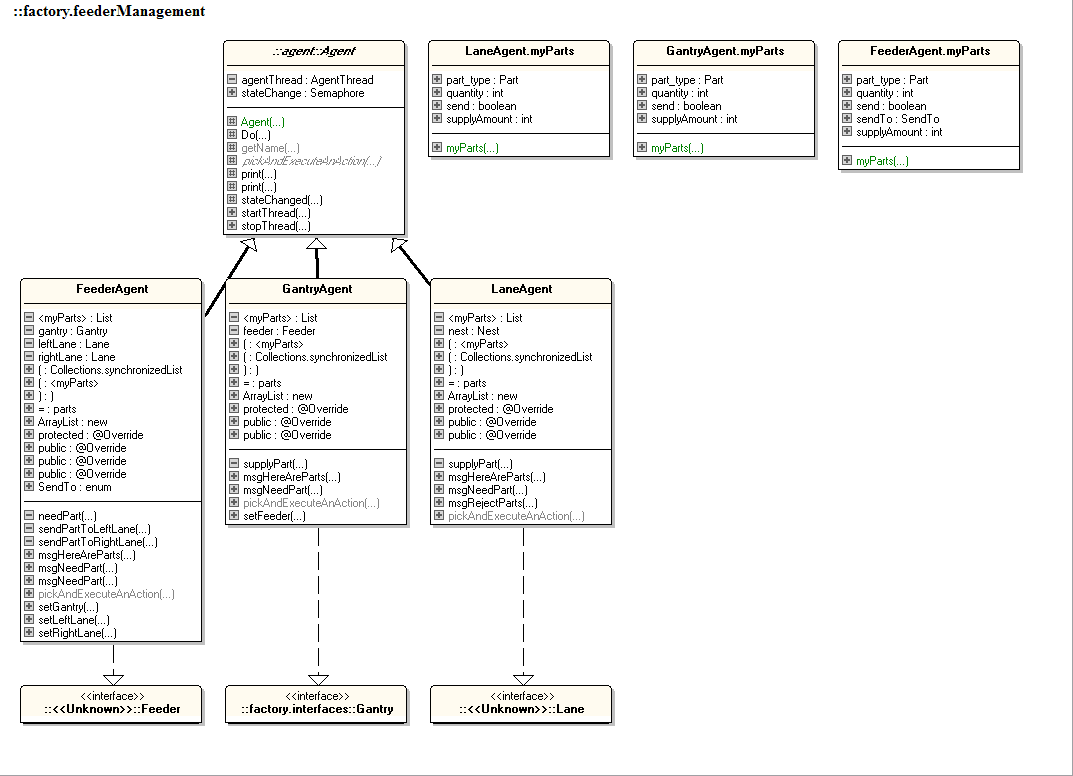 ::factory.feederManagement
::agent::Agent
agentThread : AgentThread
stateChange : Semaphore
Agent(...)
Do(...)
getName(...)
pickAndExecuteAnAction(...)
print(...)
print(...)
stateChanged(...)
startThread(...)
stopThread(...)
LaneAgent.myParts
part_type : Part
quantity : int
send : boolean
supplyAmount : int
myParts(...)
GantryAgent.myParts
part_type : Part
quantity : int
send : boolean
supplyAmount : int
myParts(...)
FeederAgent.myParts
part_type : Part
quantity : int
send : boolean
sendTo : SendTo
supplyAmount : int
myParts(...)
FeederAgent
<myParts> : List
gantry : Gantry
leftLane : Lane
rightLane : Lane
( : Collections.synchronizedList
( : <myParts>
) : )
= : parts
ArrayList : new
protected : @Override
public : @Override
public : @Override
public : @Override
SendTo : enum
needPart(...)
sendPartToLeftLane(...)
sendPartToRightLane(...)
msgHereAreParts(...)
msgNeedPart(...)
msgNeedPart(...)
pickAndExecuteAnAction(...)
setGantry(...)
setLeftLane(...)
setRightLane(...)
GantryAgent
<myParts> : List
feeder : Feeder
( : <myParts>
( : Collections.synchronizedList
) : )
= : parts
ArrayList : new
protected : @Override
public : @Override
public : @Override
supplyPart(...)
msgHereAreParts(...)
msgNeedPart(...)
pickAndExecuteAnAction(...)
setFeeder(...)
LaneAgent
<myParts> : List
nest : Nest
( : <myParts>
( : Collections.synchronizedList
) : )
= : parts
ArrayList : new
protected : @Override
public : @Override
public : @Override
supplyPart(...)
msgHereAreParts(...)
msgNeedPart(...)
msgRejectParts(...)
pickAndExecuteAnAction(...)
<<interface>>
::<<Unknown>>::Feeder
<<interface>>
::factory.interfaces::Gantry
<<interface>>
::<<Unknown>>::Lane